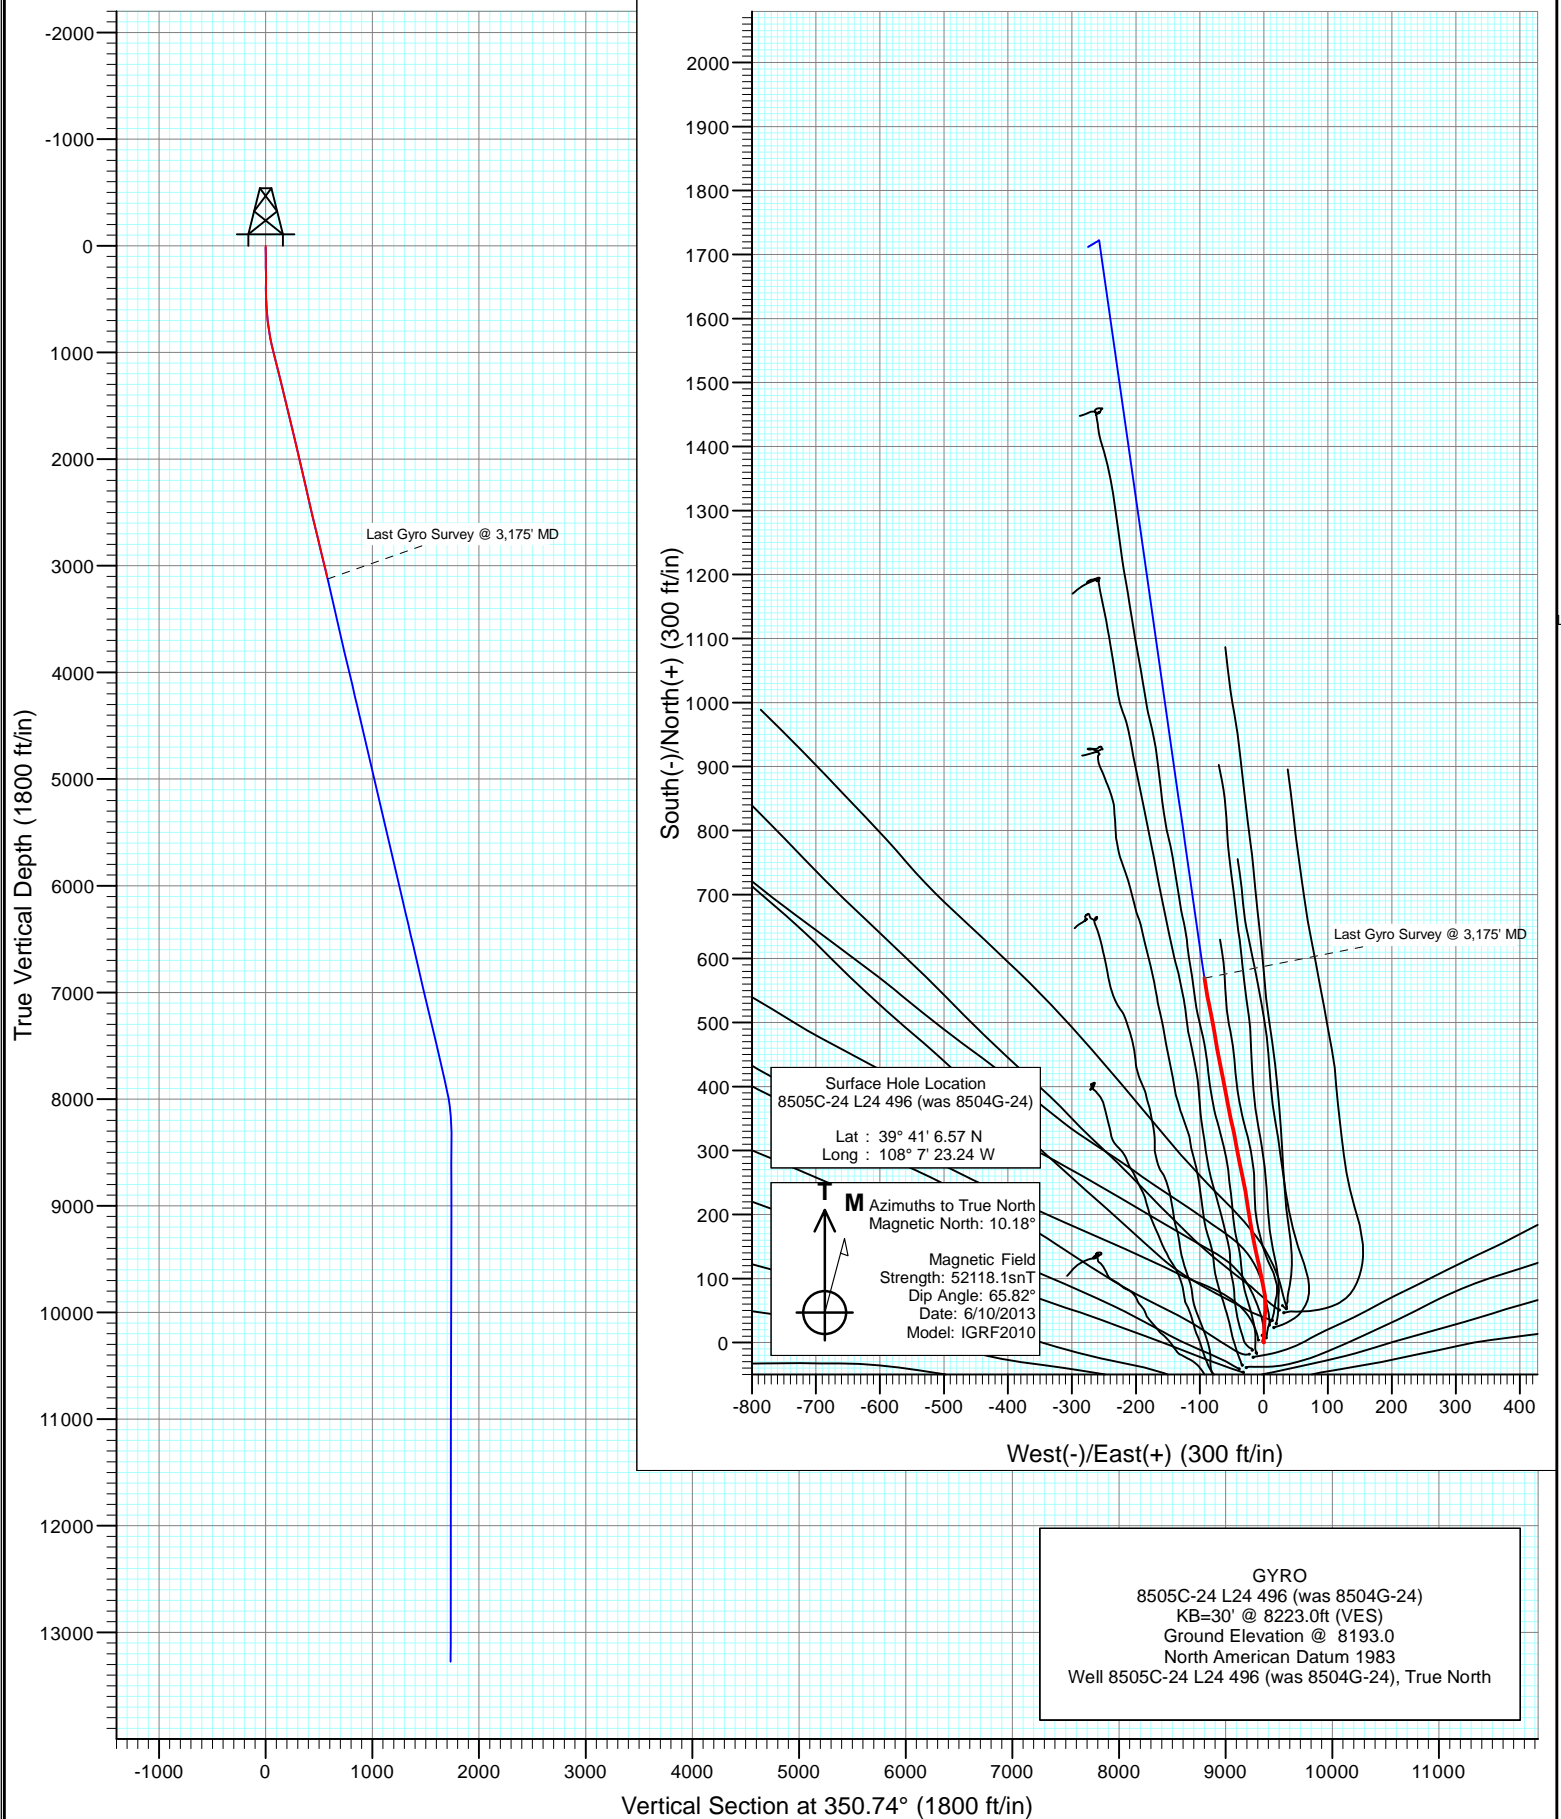 -2000
-1000
0
1000
2000
3000
4000
5000
6000
7000
8000
9000
10000
11000
12000
13000
True Vertical Depth (1800 ft/in)
Last Gyro Survey @ 3,175' MD
-1000
0
1000
2000
3000
4000
5000
6000
7000
8000
9000
10000
11000
Vertical Section at 350.74° (1800 ft/in)
2000
1900
1800
1700
1600
1500
1400
1300
1200
1100
1000
900
800
700
600
500
400
300
200
100
0
South(-)/North(+) (300 ft/in)
Last Gyro Survey @ 3,175' MD
Surface Hole Location
8505C-24 L24 496 (was 8504G-24)
Lat : 39° 41' 6.57 N
Long : 108° 7' 23.24 W
T
M
Azimuths to True North
Magnetic North: 10.18°
Magnetic Field
Strength: 52118.1snT
Dip Angle: 65.82°
Date: 6/10/2013
Model: IGRF2010
-800
-700
-600
-500
-400
-300
-200
-100
0
100
200
300
400
West(-)/East(+) (300 ft/in)
GYRO
8505C-24 L24 496 (was 8504G-24)
KB=30' @ 8223.0ft (VES)
Ground Elevation @ 8193.0
North American Datum 1983
Well 8505C-24 L24 496 (was 8504G-24), True North